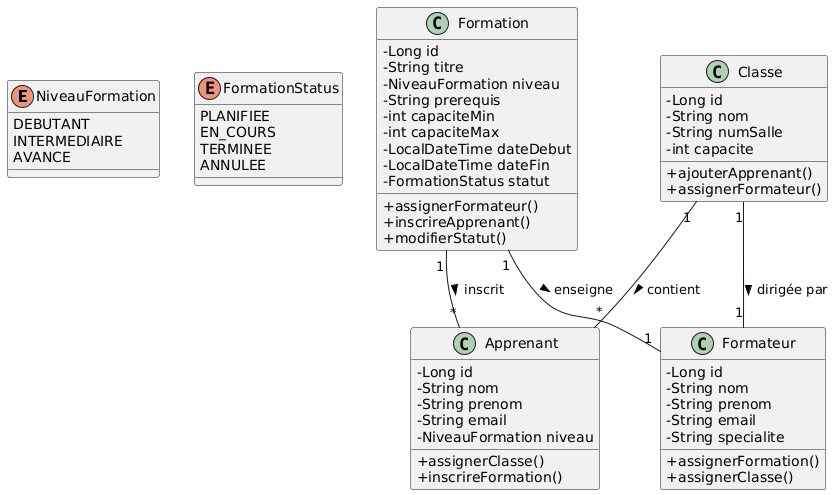 E NiveauFormation
DEBUTANT
INTERMEDIAIRE
AVANCE
E FormationStatus
PLANIFIEE
EN_COURS
TERMINEE
ANNULEE
C Formation
-Long id
-String titre
-NiveauFormation niveau
-String prerequis
-int capaciteMin
-int capaciteMax
-LocalDateTime dateDebut
-LocalDateTime dateFin
-FormationStatus statut
+assignerFormateur()
+inscrireApprenant()
+modifierStatut()
C Classe
-Long id
-String nom
-String numSalle
-int capacite
+ajouterApprenant()
+assignerFormateur()
1
inscrit
*
1
enseigne
1
1
contient
*
1
dirigée par
1
C Apprenant
-Long id
-String nom
-String prenom
-String email
-NiveauFormation niveau
+assignerClasse()
+inscrireFormation()
C Formateur
-Long id
-String nom
-String prenom
-String email
-String specialite
+assignerFormation()
+assignerClasse()